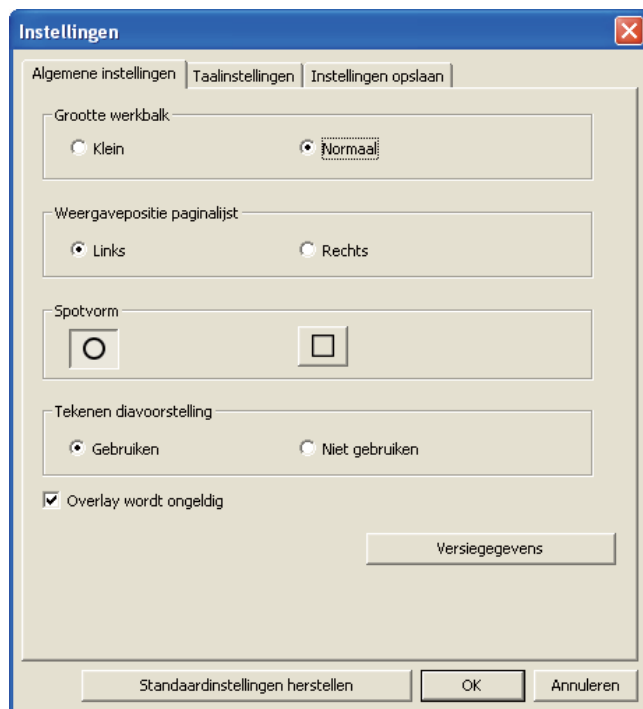 Instellingen
Algemene instellingen Taalinstellingen Instellingen opslaan
Grootte werkbalk
Klein Normaal
Weergavepositie paginalijst
Links Rechts
Spotvorm
Tekenen diavoorstelling
Gebruiken Niet gebruiken
Overlay wordt ongeldig
Versiegegevens
Standaardinstellingen herstellen OK Annuleren